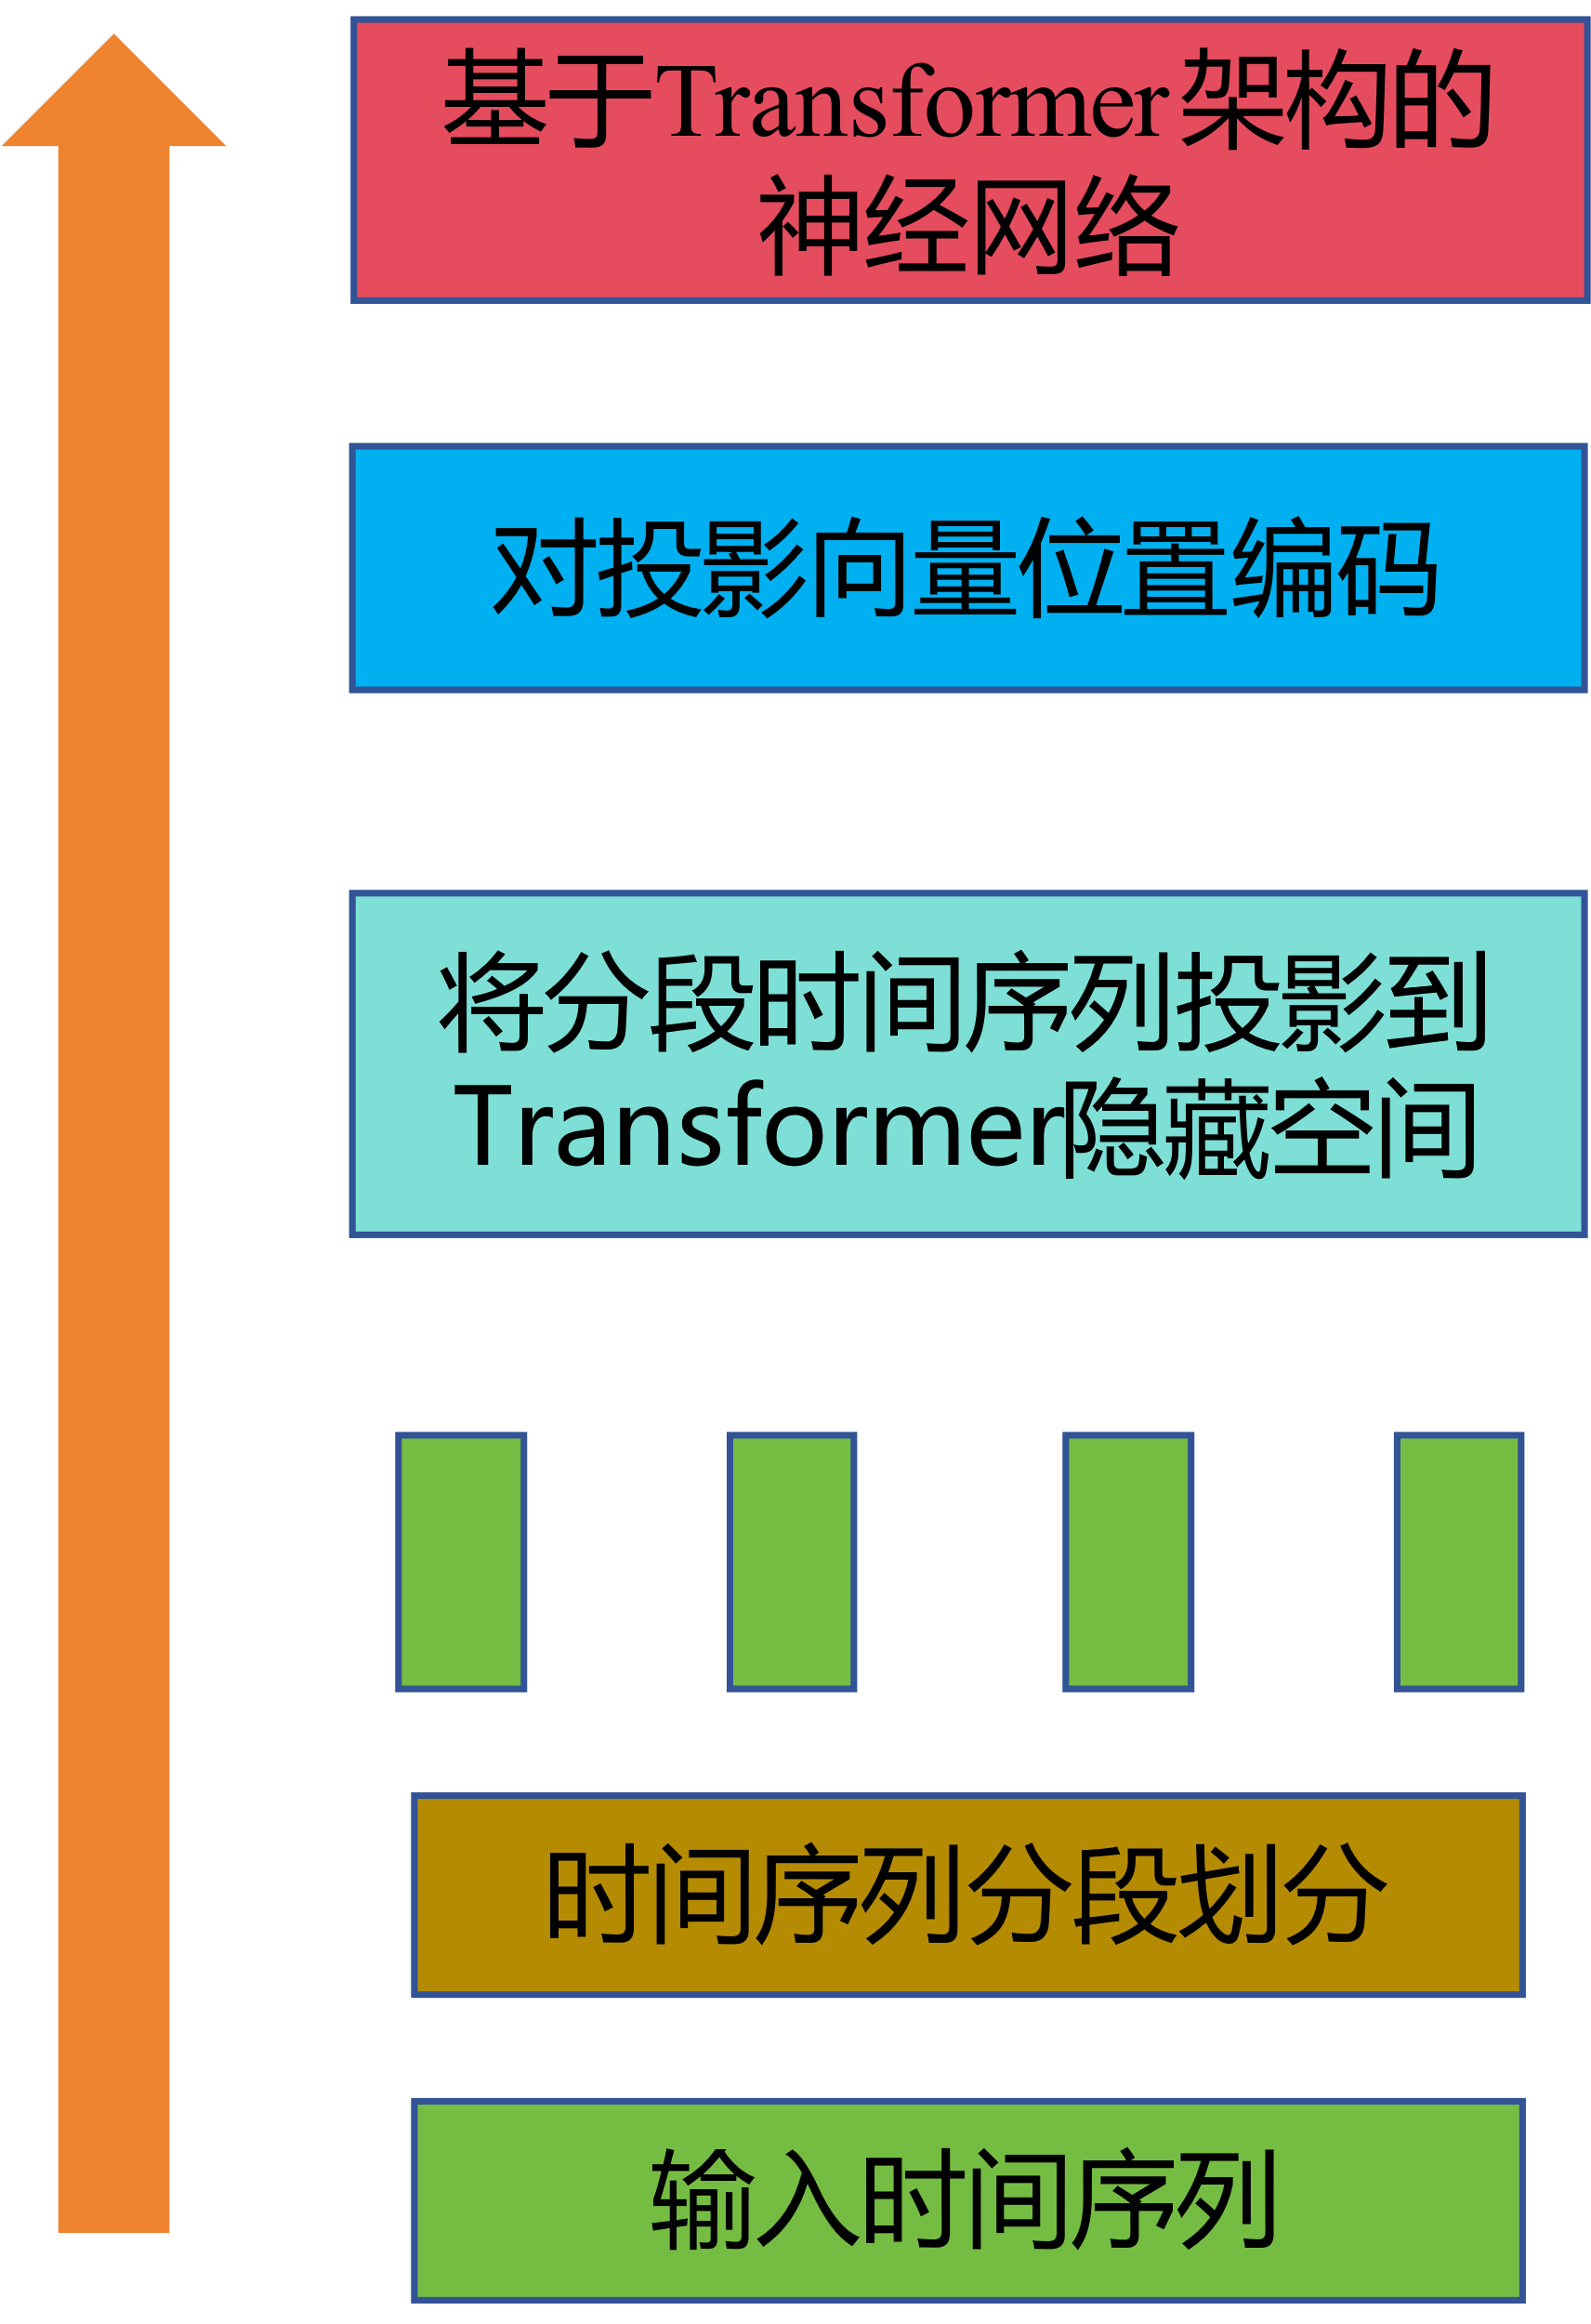 基于Transformer架构的
神经网络
对投影向量位置编码
将分段时间序列投影到
Transformer隐藏空间
时间序列分段划分
输入时间序列